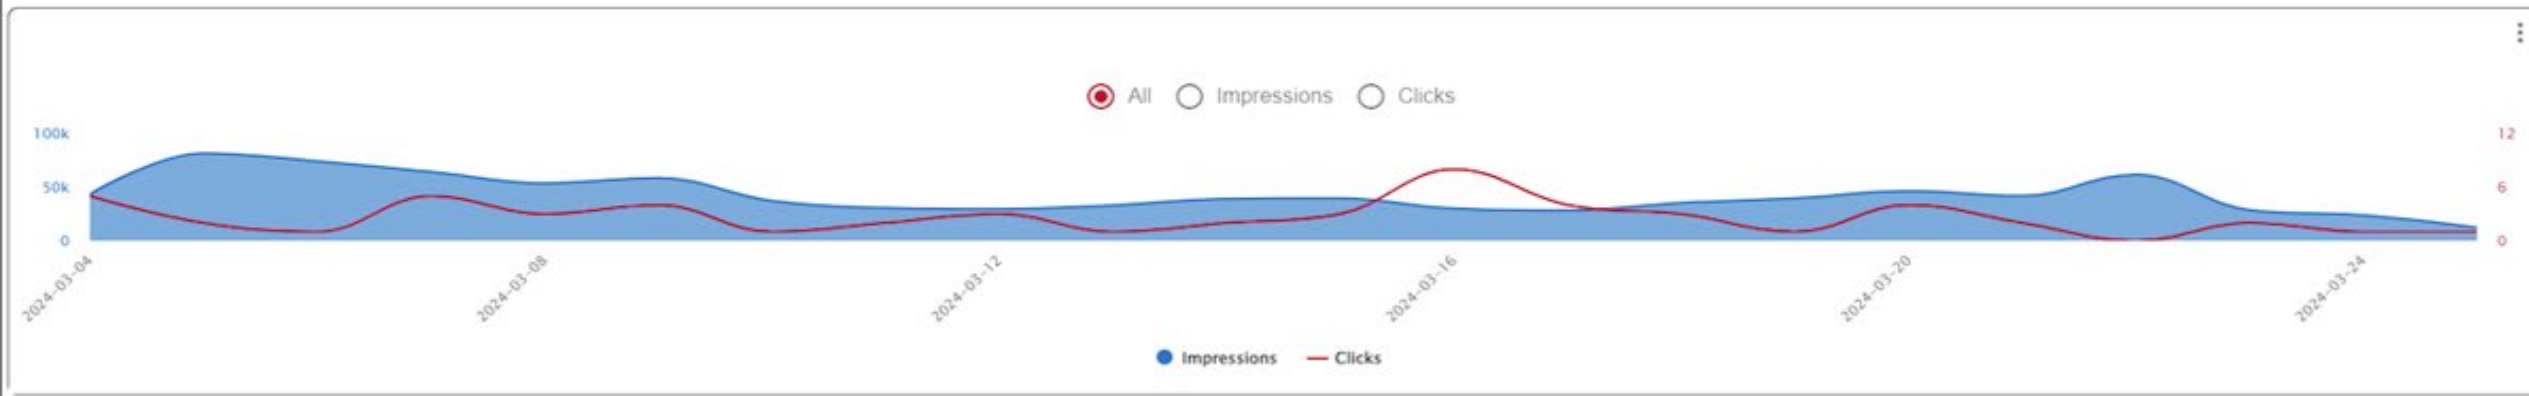 All Impressions Clicks
100k 12
50k 6
0 0
2024-03-04 2024-03-08 2024-03-12 2024-03-16 2024-03-20 2024-03-24
Impressions Clicks